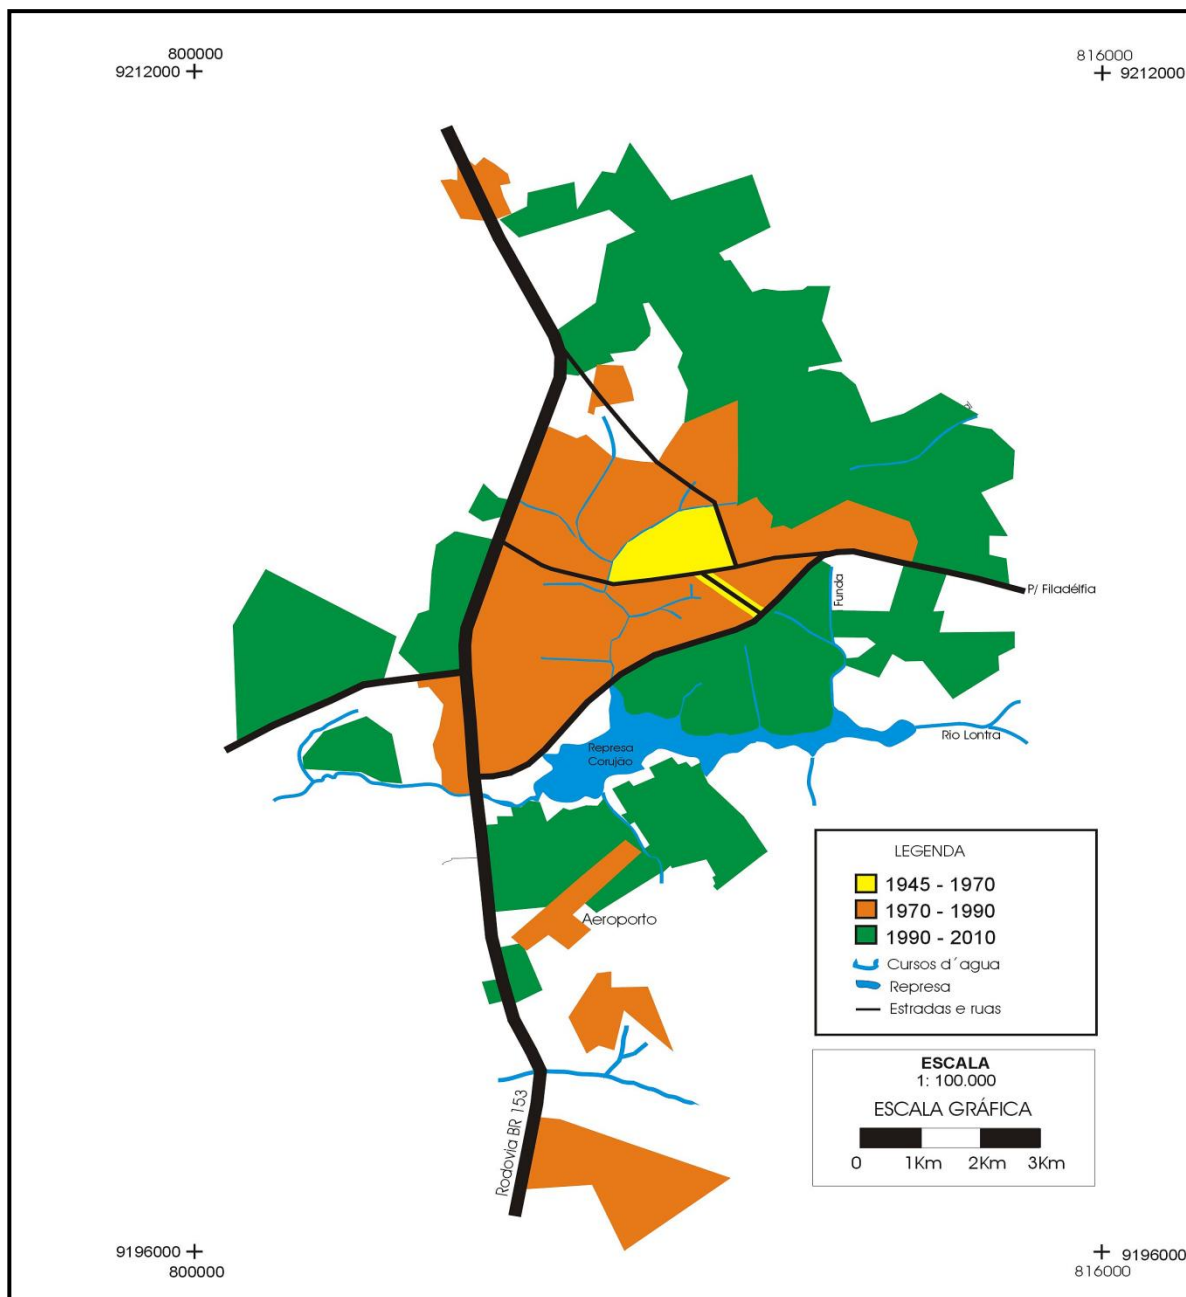 800000
9212000
816000
9212000
P/ Filadélfia
Funda
Rio Lontra
Represa
Corujão
Aeroporto
LEGENDA
1945 - 1970
1970 - 1990
1990 - 2010
Cursos d´agua
Represa
Estradas e ruas
ESCALA
1: 100.000
ESCALA GRÁFICA
0 1Km 2Km 3Km
Rodovia BR 153
9196000
800000
9196000
816000